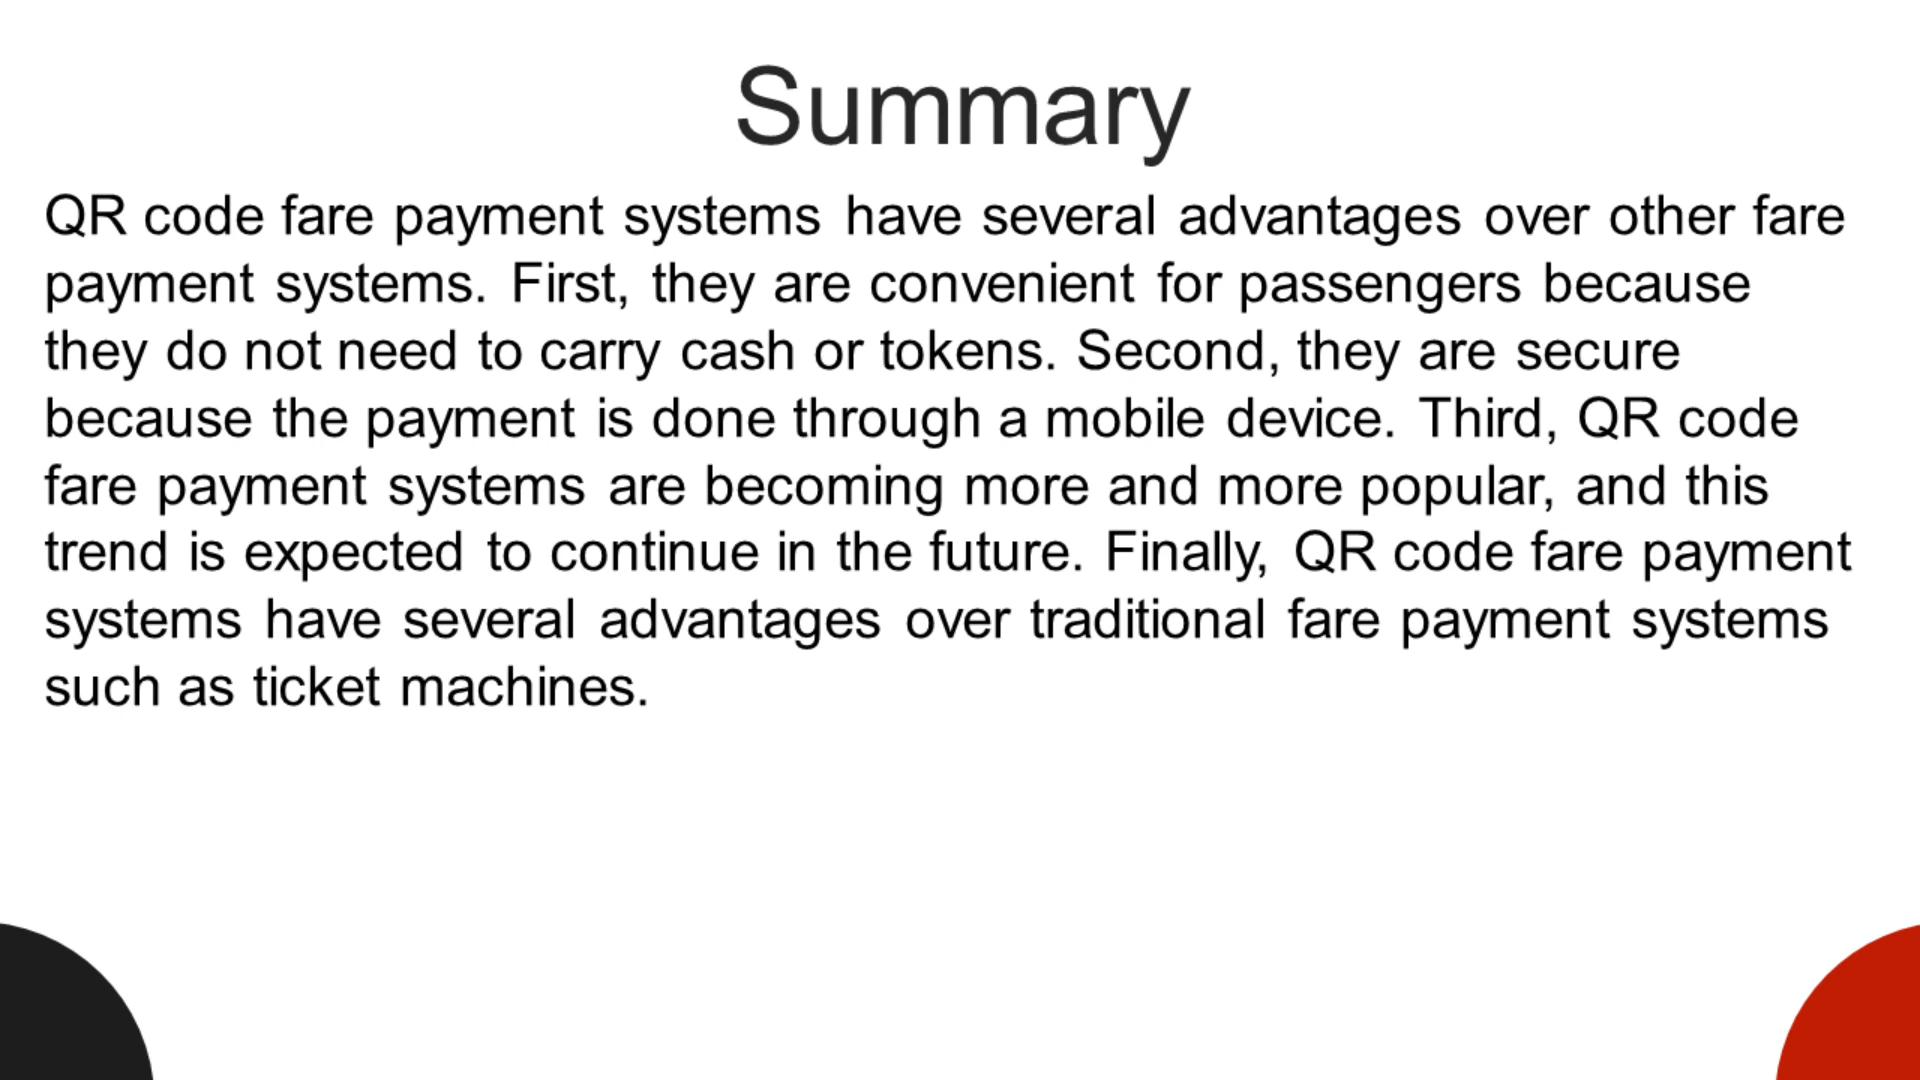 Summary
QR code fare payment systems have several advantages over other fare
payment systems. First, they are convenient for passengers because
they do not need to carry cash or tokens. Second, they are secure
because the payment is done through a mobile device. Third, QR code
fare payment systems are becoming more and more popular, and this
trend is expected to continue in the future. Finally, QR code fare payment
systems have several advantages over traditional fare payment systems
such as ticket machines.